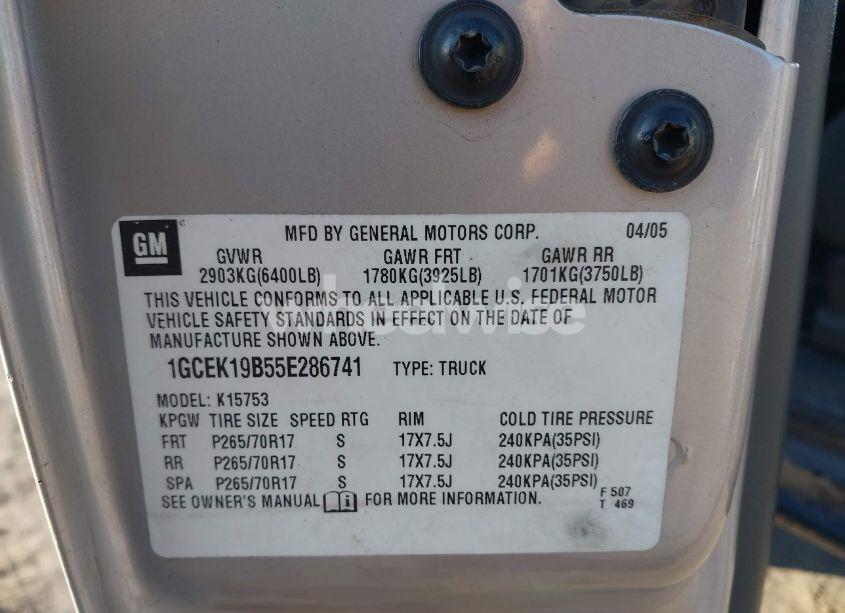 GM
MFD BY GENERAL MOTORS CORP. 04/05
GVWR GAWR FRT GAWR RR
2903KG(6400LB) 1780KG(3925LB) 1701KG(3750LB)
THIS VEHICLE CONFORMS TO ALL APPLICABLE U.S. FEDERAL MOTOR
VEHICLE SAFETY STANDARDS IN EFFECT ON THE DATE OF
MANUFACTURE SHOWN ABOVE.
1GCEK19B55E286741 TYPE: TRUCK
MODEL: K15753
KPGW TIRE SIZE SPEED RTG RIM COLD TIRE PRESSURE
FRT P265/70R17 S 17X7.5J 240KPA(35PSI)
RR P265/70R17 S 17X7.5J 240KPA(35PSI)
SPA P265/70R17 S 17X7.5J 240KPA(35PSI)
SEE OWNER'S MANUAL FOR MORE INFORMATION.
F 507
T 469